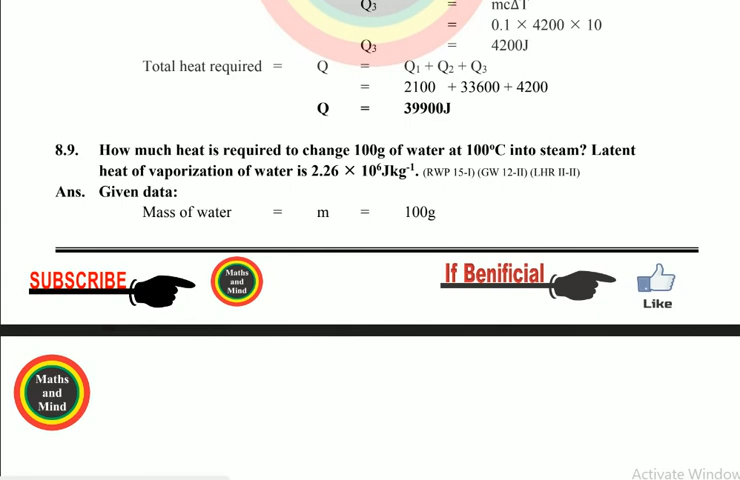 Q₃ = mcΔT
= 0.1 × 4200 × 10
Q₃ = 4200J
Total heat required = Q = Q₁ + Q₂ + Q₃
= 2100 + 33600 + 4200
Q = 39900J
8.9. How much heat is required to change 100g of water at 100ºC into steam? Latent
heat of vaporization of water is 2.26 × 10⁶Jkg⁻¹. (RWP 15-I) (GW 12-II) (LHR II-II)
Ans. Given data:
Mass of water = m = 100g
SUBSCRIBE
Maths
and
Mind
If Benificial
Like
Maths
and
Mind
Activate Window